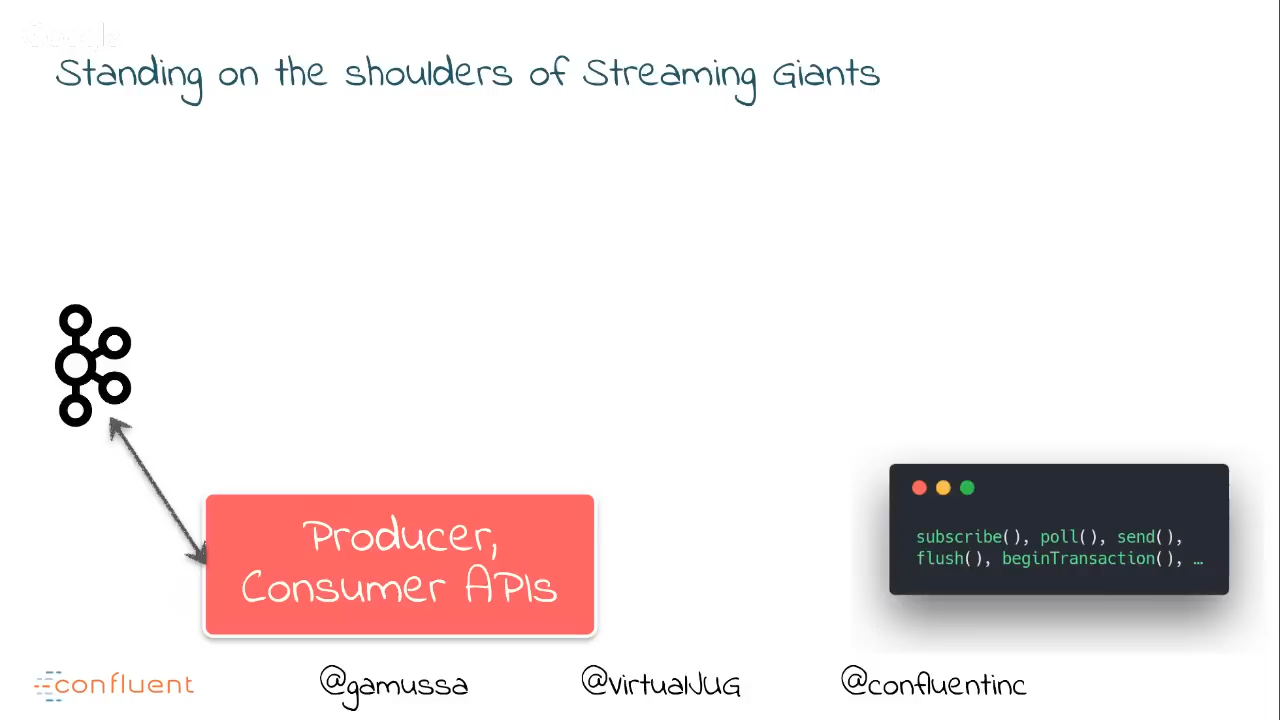 Standing on the shoulders of Streaming Giants
Producer,
Consumer APIs
subscribe(), poll(), send(),
flush(), beginTransaction(), …
confluent
@gamussa
@virtualJUG
@confluentinc